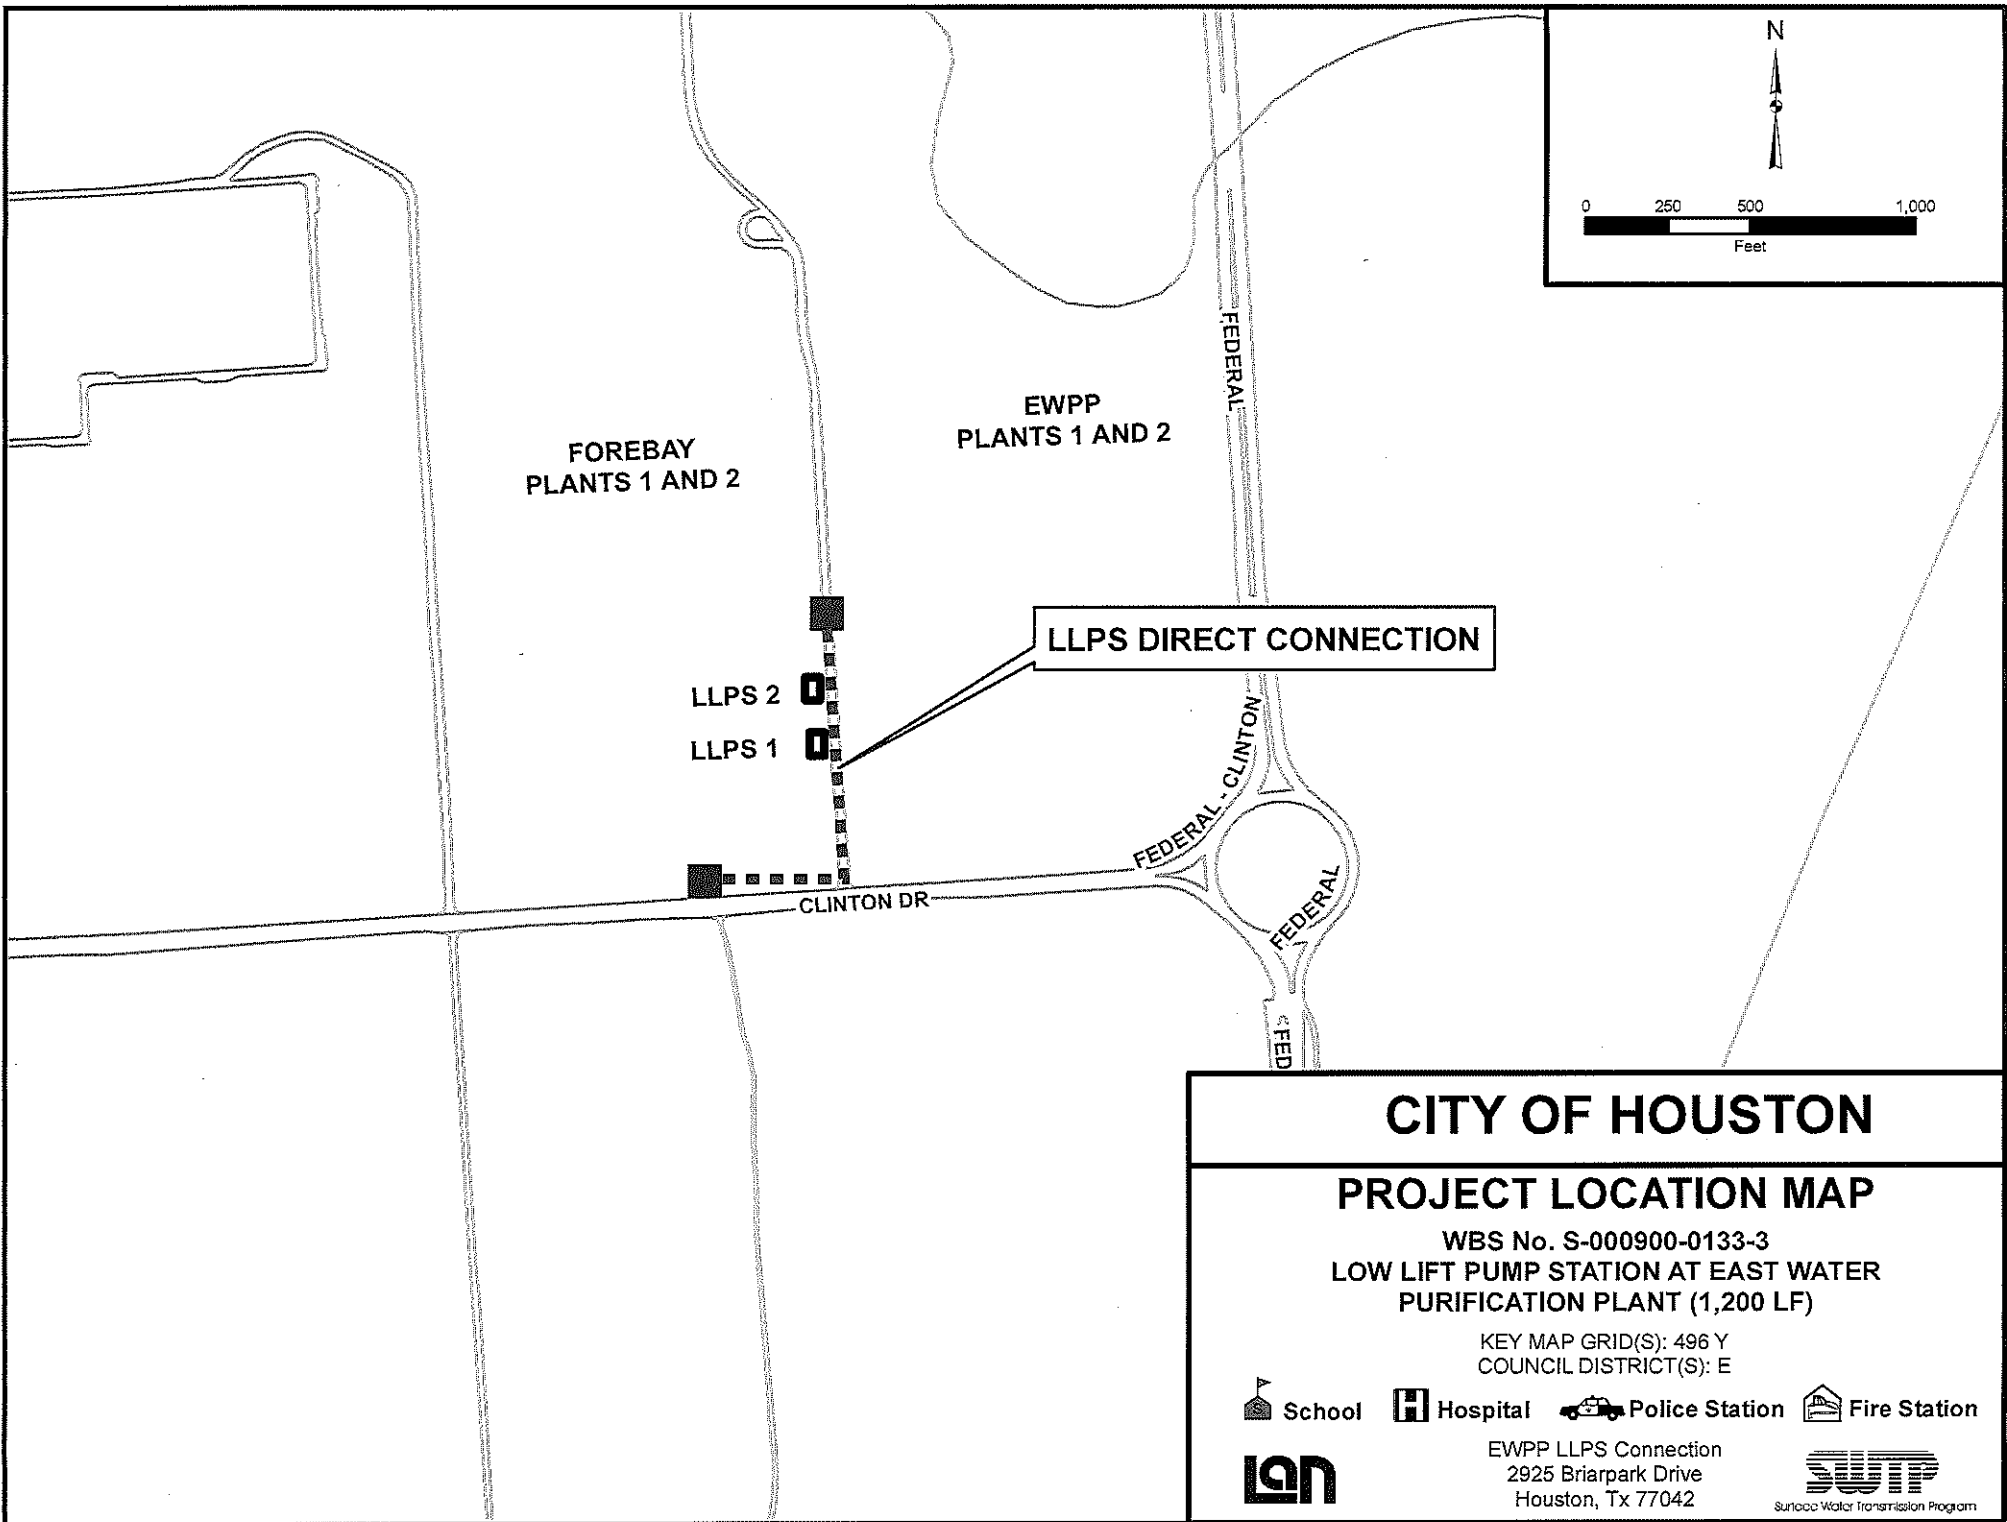 N
0 250 500 1,000
Feet
FEDERAL
EWPP
PLANTS 1 AND 2
FOREBAY
PLANTS 1 AND 2
LLPS DIRECT CONNECTION
LLPS 2
LLPS 1
FEDERAL - CLINTON
FEDERAL
CLINTON DR
FED
CITY OF HOUSTON
PROJECT LOCATION MAP
WBS No. S-000900-0133-3
LOW LIFT PUMP STATION AT EAST WATER
PURIFICATION PLANT (1,200 LF)
KEY MAP GRID(S): 496 Y
COUNCIL DISTRICT(S): E
S School H Hospital Police Station Fire Station
EWPP LLPS Connection
2925 Briarpark Drive
Houston, Tx 77042
Lan
SWTP
Surface Water Transmission Program